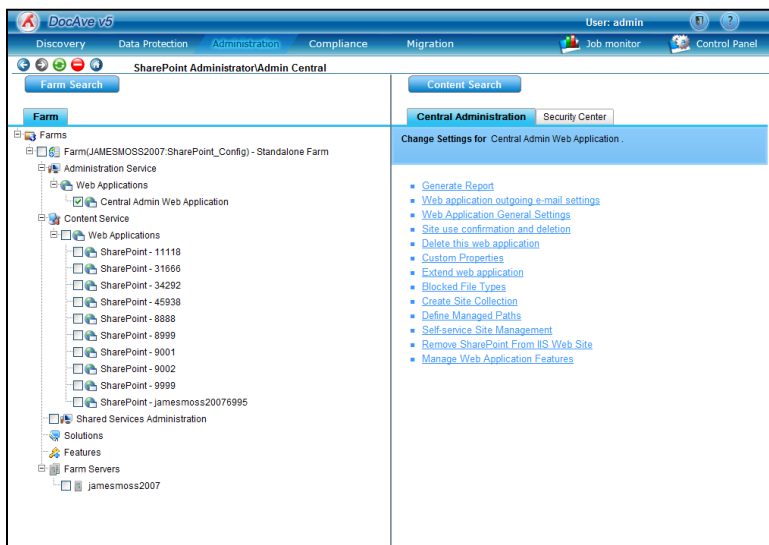 DocAve v5
User: admin
Discovery Data Protection Administration Compliance Migration Job monitor Control Panel
SharePoint Administrator\Admin Central
Farm Search
Farm
Farms
Farm(JAMESMOSS2007:SharePoint_Config) - Standalone Farm
Administration Service
Web Applications
Central Admin Web Application
Content Service
Web Applications
SharePoint - 11118
SharePoint - 31666
SharePoint - 34292
SharePoint - 45938
SharePoint - 8888
SharePoint - 8999
SharePoint - 9001
SharePoint - 9002
SharePoint - 9999
SharePoint - jamesmoss20076995
Shared Services Administration
Solutions
Features
Farm Servers
jamesmoss2007
Content Search
Central Administration Security Center
Change Settings for Central Admin Web Application .
Generate Report
Web application outgoing e-mail settings
Web Application General Settings
Site use confirmation and deletion
Delete this web application
Custom Properties
Extend web application
Blocked File Types
Create Site Collection
Define Managed Paths
Self-service Site Management
Remove SharePoint From IIS Web Site
Manage Web Application Features